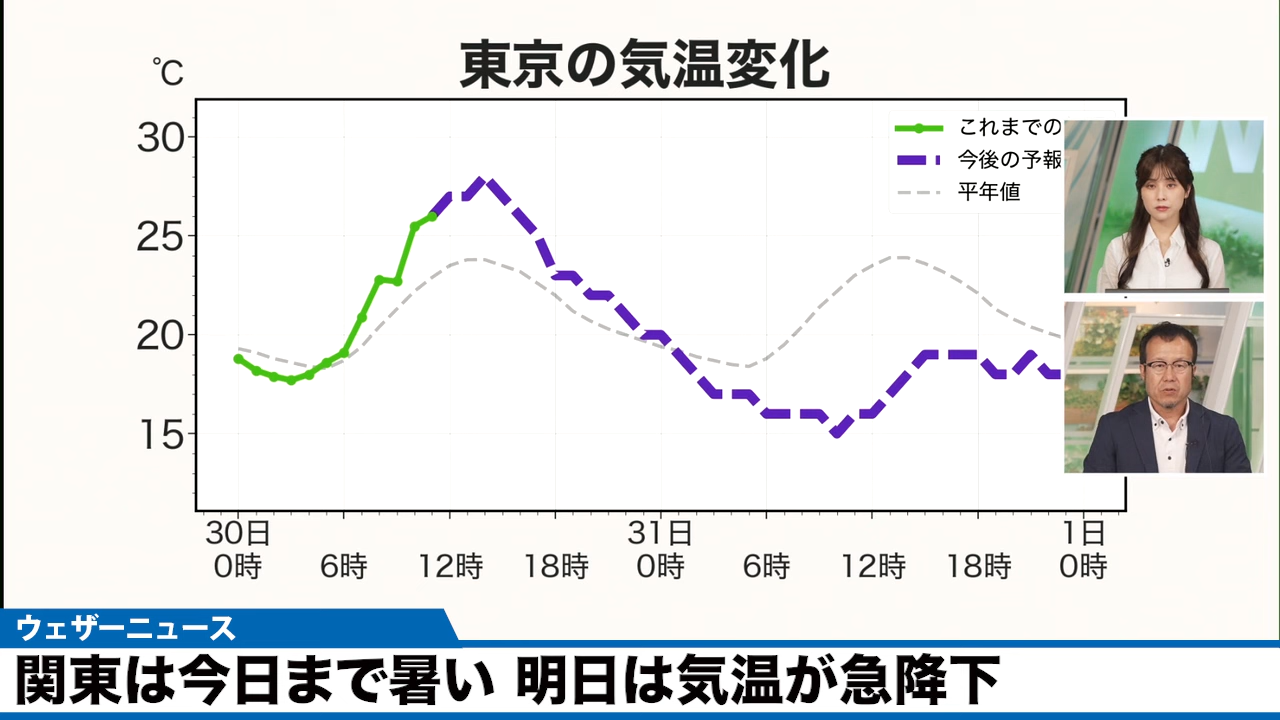 東京の気温変化
℃
30
25
20
15
これまでの
今後の予報
平年値
30日 31日 1日
0時 6時 12時 18時 0時 6時 12時 18時 0時
ウェザーニュース
関東は今日まで暑い 明日は気温が急降下